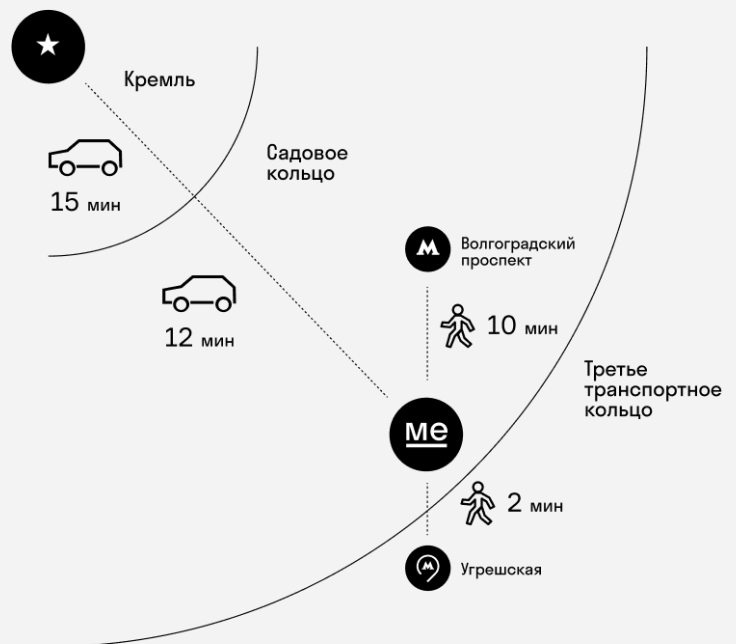 Кремль
Садовое
кольцо
15 мин
Волгоградский
проспект
12 мин
10 мин
Третье
транспортное
кольцо
ме
2 мин
Угрешская